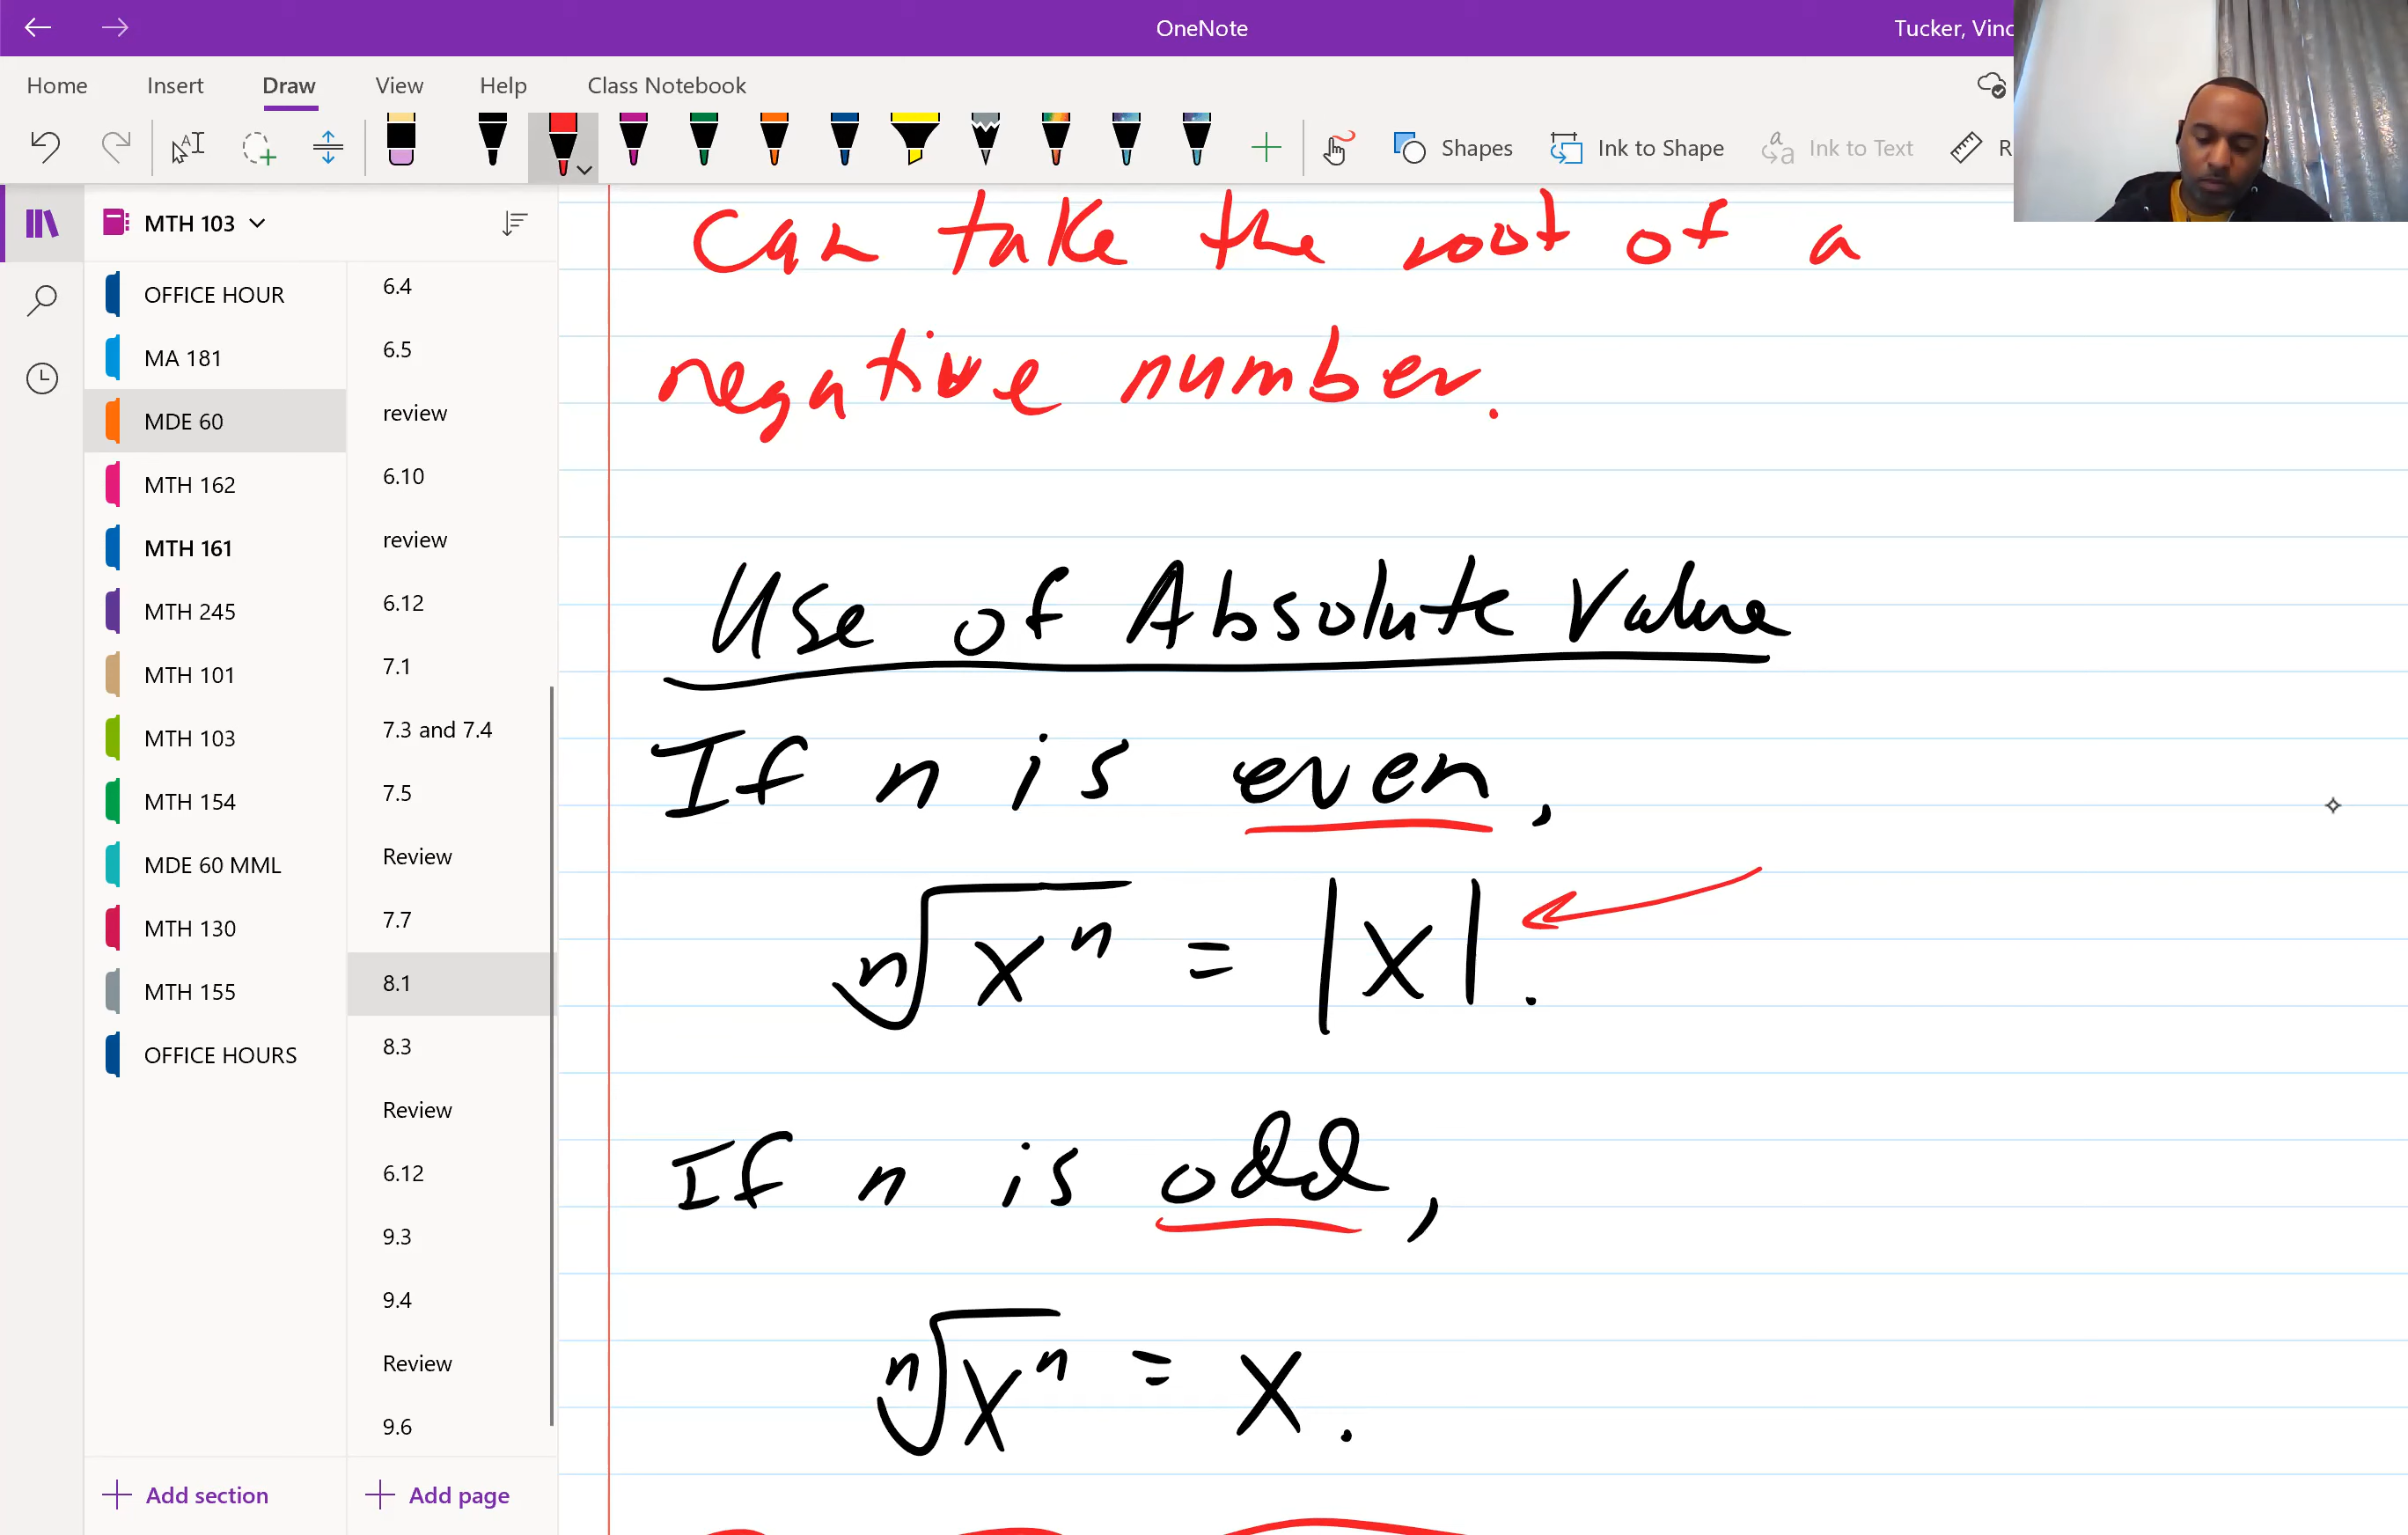 OneNote
Tucker, Vinc
Home Insert Draw View Help Class Notebook
Shapes Ink to Shape Ink to Text R
MTH 103
OFFICE HOUR
MA 181
MDE 60
MTH 162
MTH 161
MTH 245
MTH 101
MTH 103
MTH 154
MDE 60 MML
MTH 130
MTH 155
OFFICE HOURS
Add section
6.4
6.5
review
6.10
review
6.12
7.1
7.3 and 7.4
7.5
Review
7.7
8.1
8.3
Review
6.12
9.3
9.4
Review
9.6
Add page
Can take the root of a
negative number.
Use of Absolute Value
If n is even,
ⁿ√xⁿ = |x|.
If n is odd,
ⁿ√xⁿ = x.